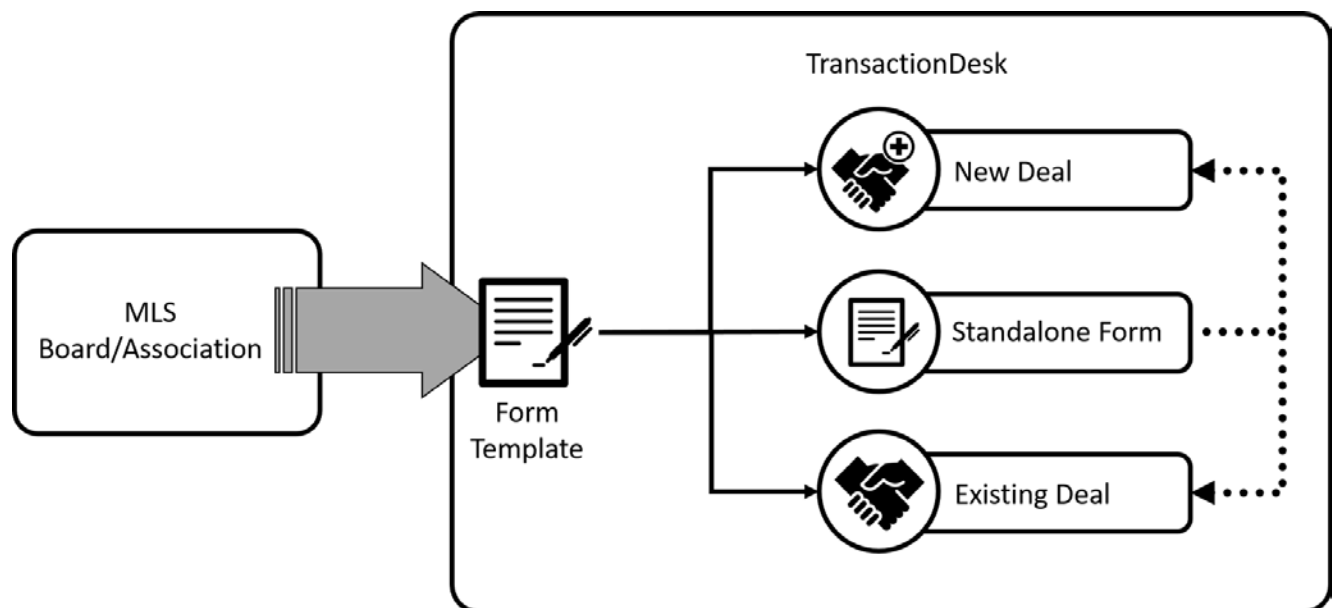 TransactionDesk
New Deal
MLS
Board/Association
Standalone Form
Form
Template
Existing Deal